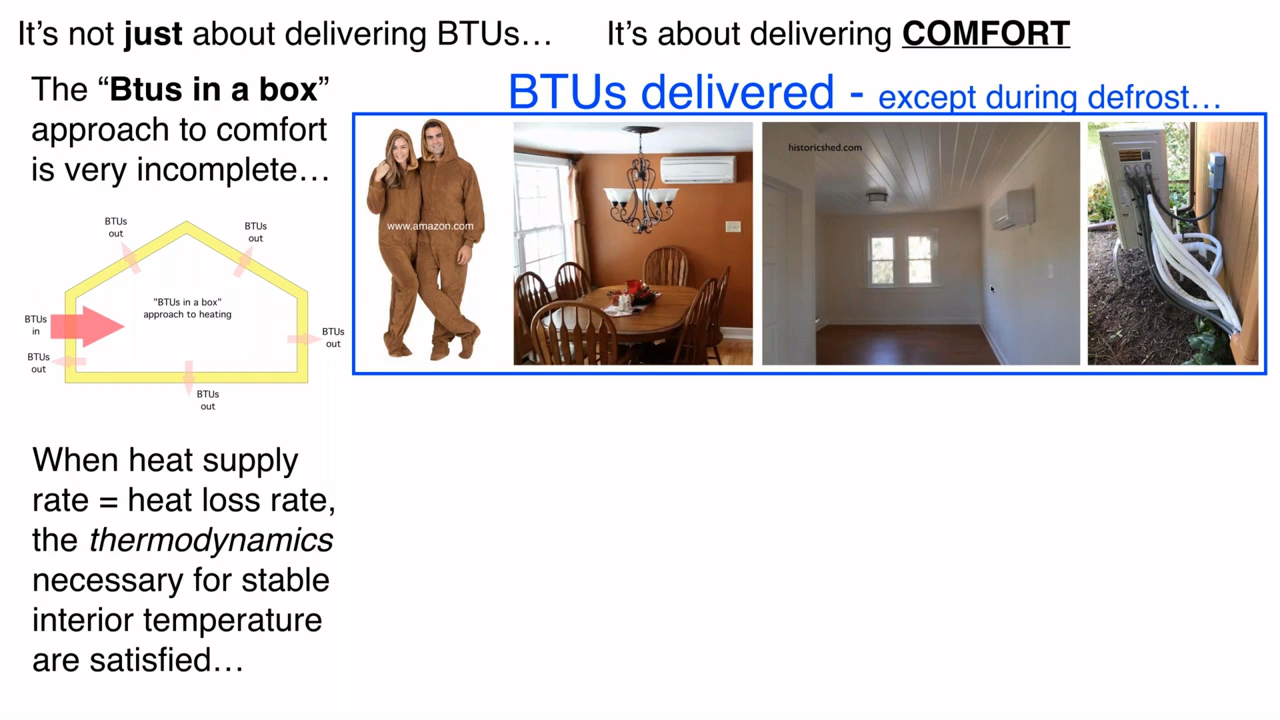 It's not just about delivering BTUs…
It's about delivering COMFORT
The “Btus in a box”
approach to comfort
is very incomplete…
BTUs delivered - except during defrost…
www.amazon.com
historicshed.com
BTUs
out
BTUs
out
"BTUs in a box"
approach to heating
BTUs
in
BTUs
out
BTUs
out
BTUs
out
When heat supply
rate = heat loss rate,
the thermodynamics
necessary for stable
interior temperature
are satisfied…